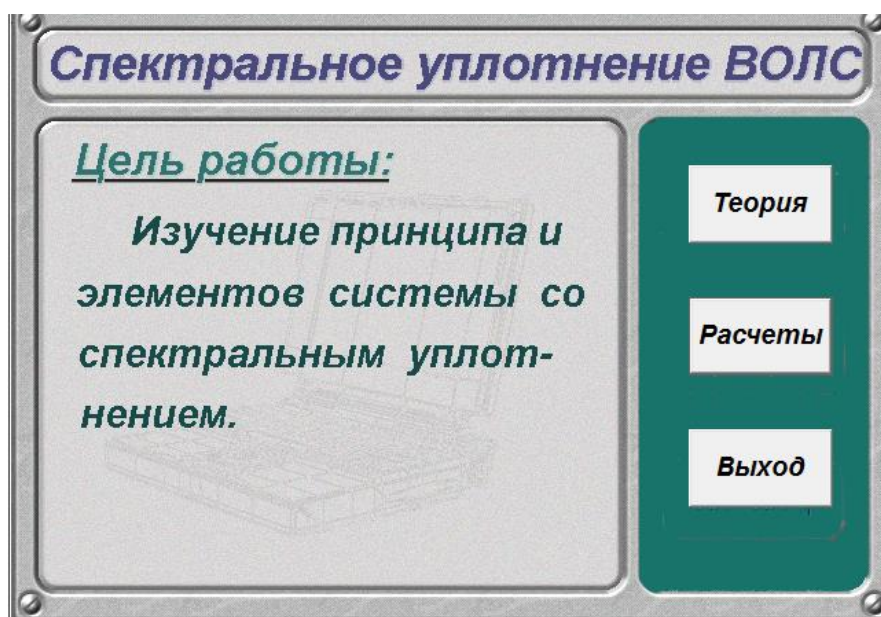 Спектральное уплотнение ВОЛС
Цель работы:
Изучение принципа и
элементов системы со
спектральным уплот-
нением.
Теория
Расчеты
Выход